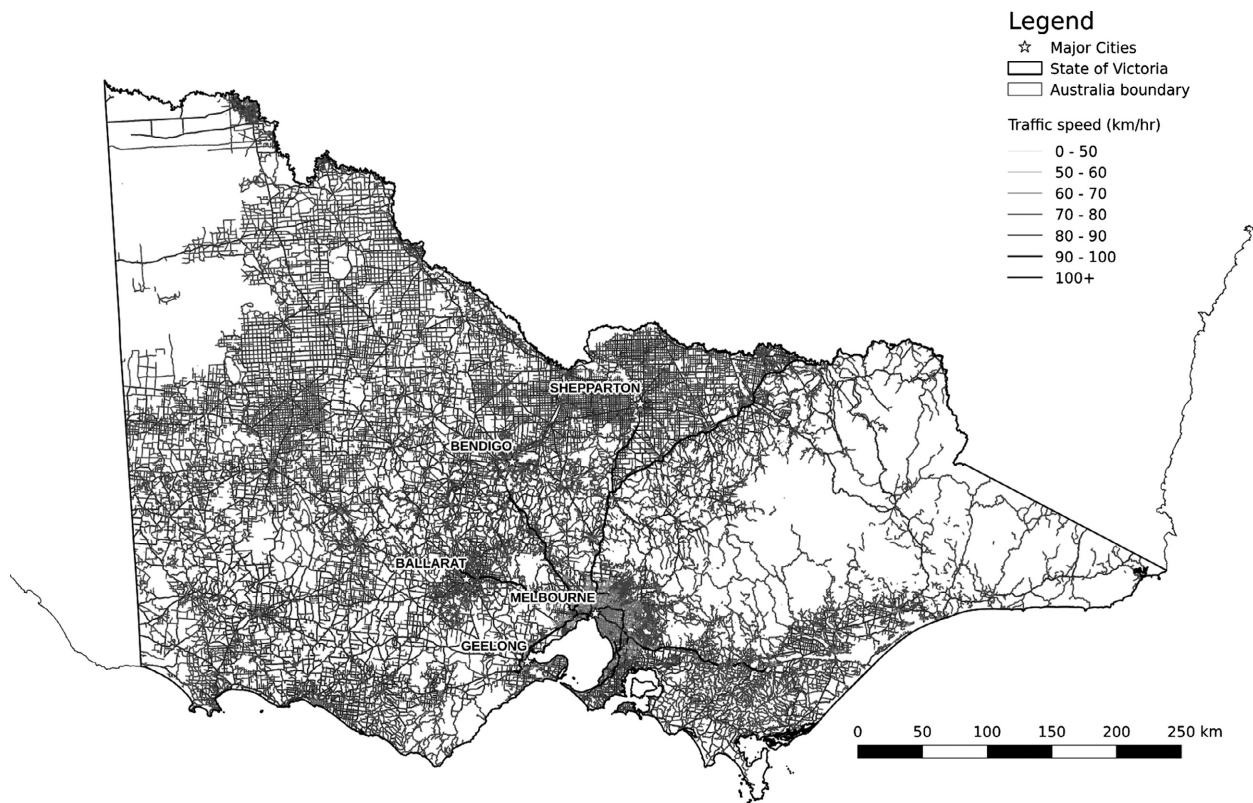 Legend
Major Cities
State of Victoria
Australia boundary
Traffic speed (km/hr)
0 - 50
50 - 60
60 - 70
70 - 80
80 - 90
90 - 100
100+
SHEPPARTON
BENDIGO
BALLARAT
MELBOURNE
GEELONG
0 50 100 150 200 250 km